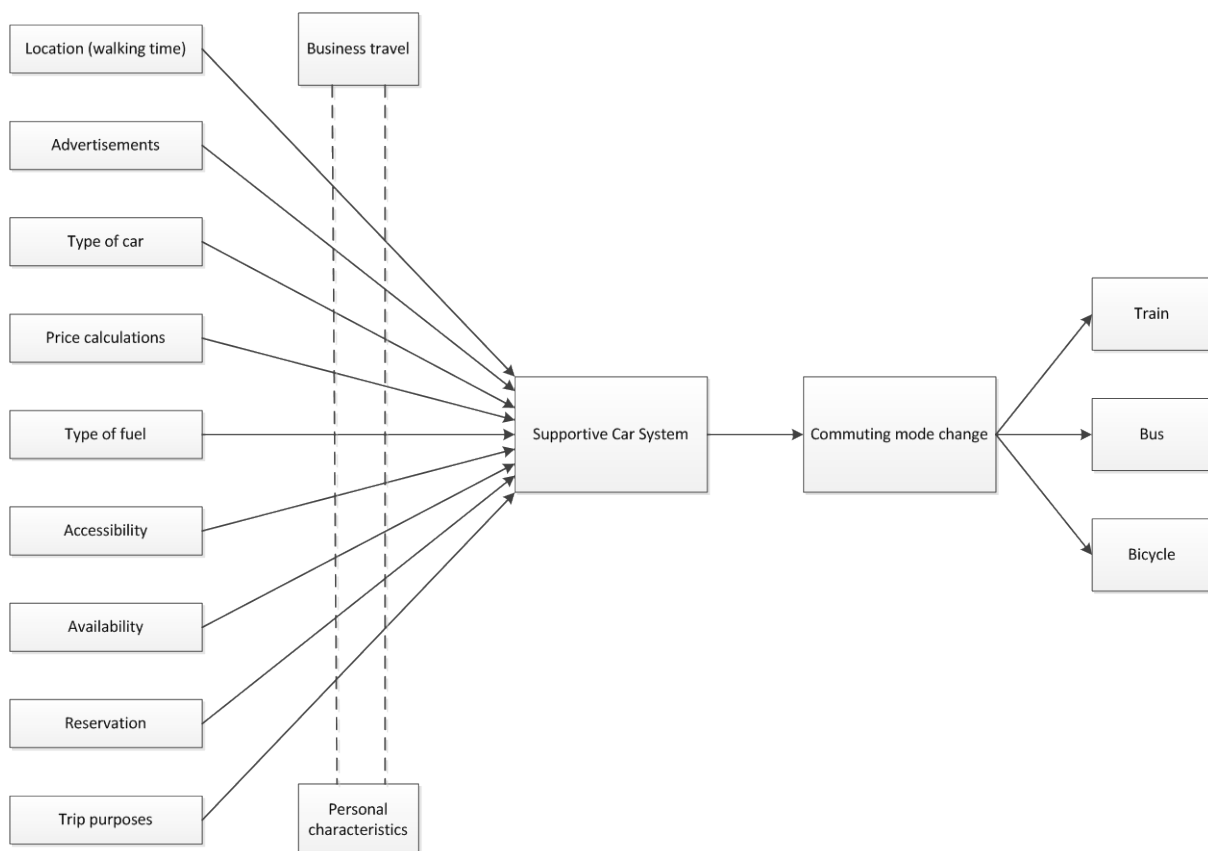 Location (walking time)
Advertisements
Type of car
Price calculations
Type of fuel
Accessibility
Availability
Reservation
Trip purposes
Business travel
Personal
characteristics
Supportive Car System
Commuting mode change
Train
Bus
Bicycle